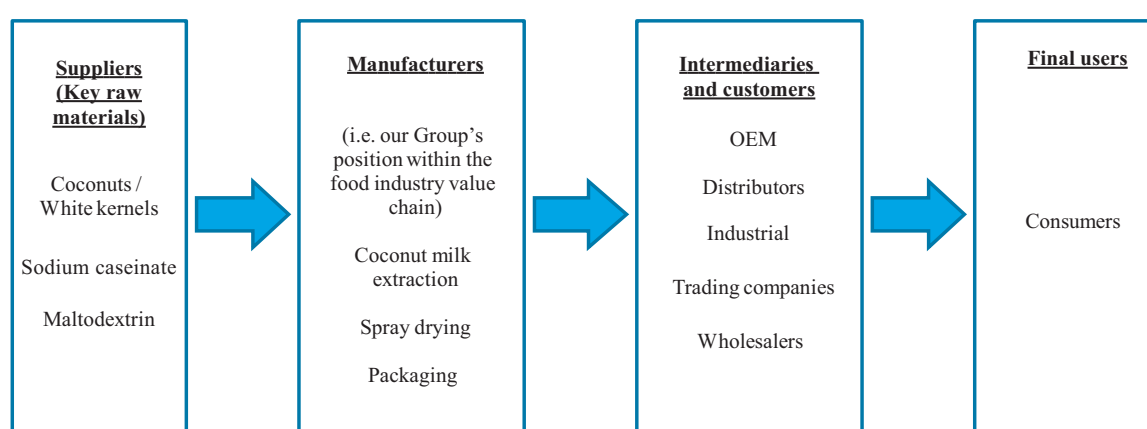 Suppliers
(Key raw
materials)
Coconuts /
White kernels
Sodium caseinate
Maltodextrin
Manufacturers
(i.e. our Group's
position within the
food industry value
chain)
Coconut milk
extraction
Spray drying
Packaging
Intermediaries
and customers
OEM
Distributors
Industrial
Trading companies
Wholesalers
Final users
Consumers